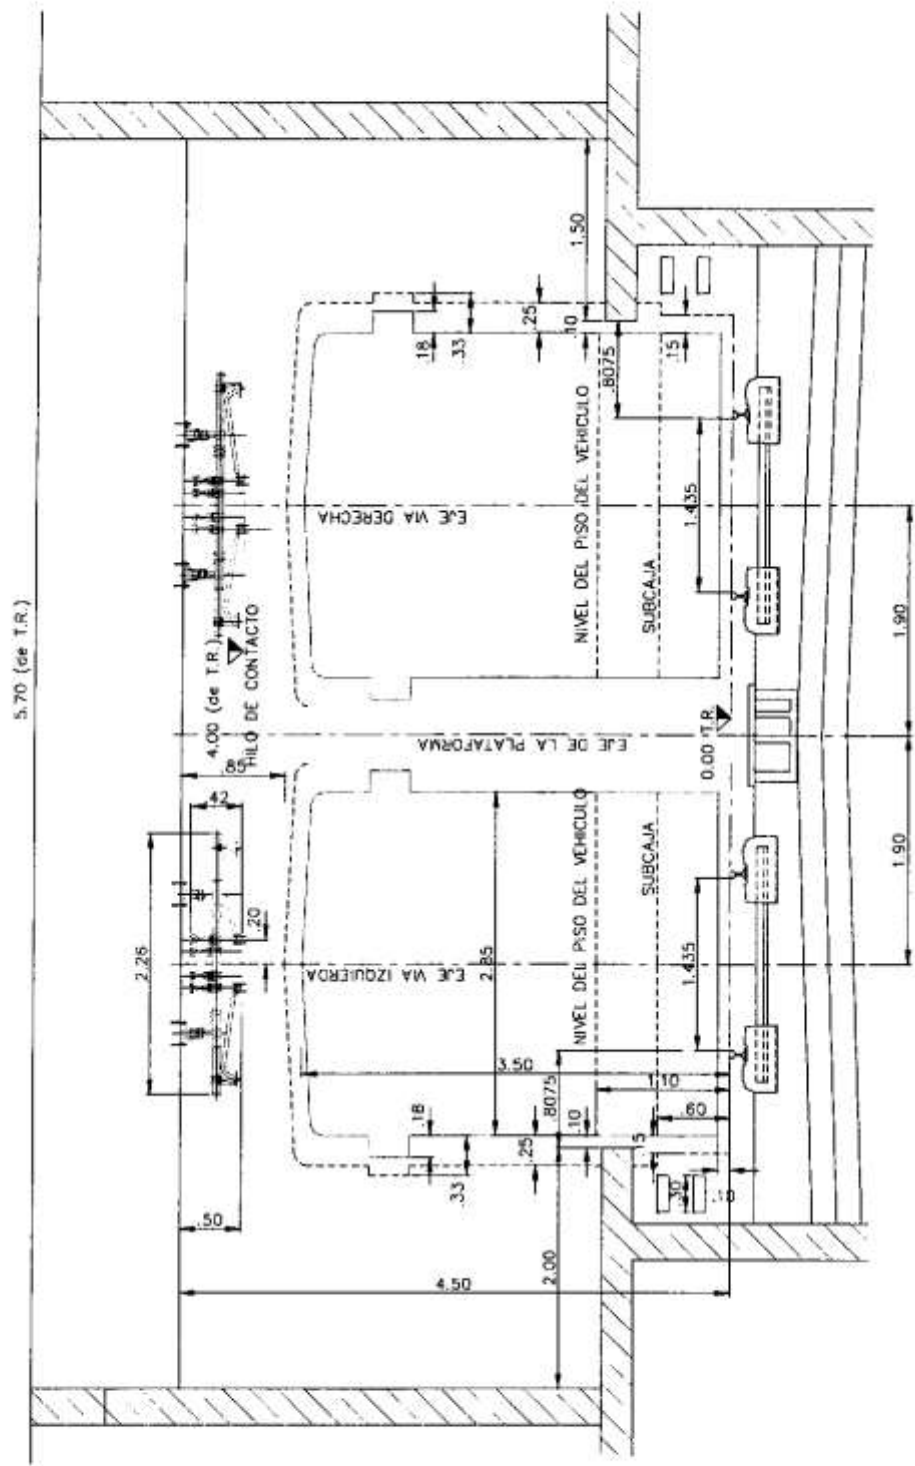 5.70 (de T.R.)
4.00 (de T.R.)
HILO DE CONTACTO
.85
.42
2.26
.20
.50
EJE VIA DERECHA
EJE DE LA PLATAFORMA
EJE VIA IZQUIERDA
1.50
.18
.33
.25
.10
.8075
.15
NIVEL DEL PISO DEL VEHICULO
SUBCAJA
1.435
0.00 T.R.
2.85
NIVEL DEL PISO DEL VEHICULO
SUBCAJA
1.435
3.50
1.10
.60
.8075
.18
.33
.25
.10
.30
.10
2.00
4.50
1.90
1.90